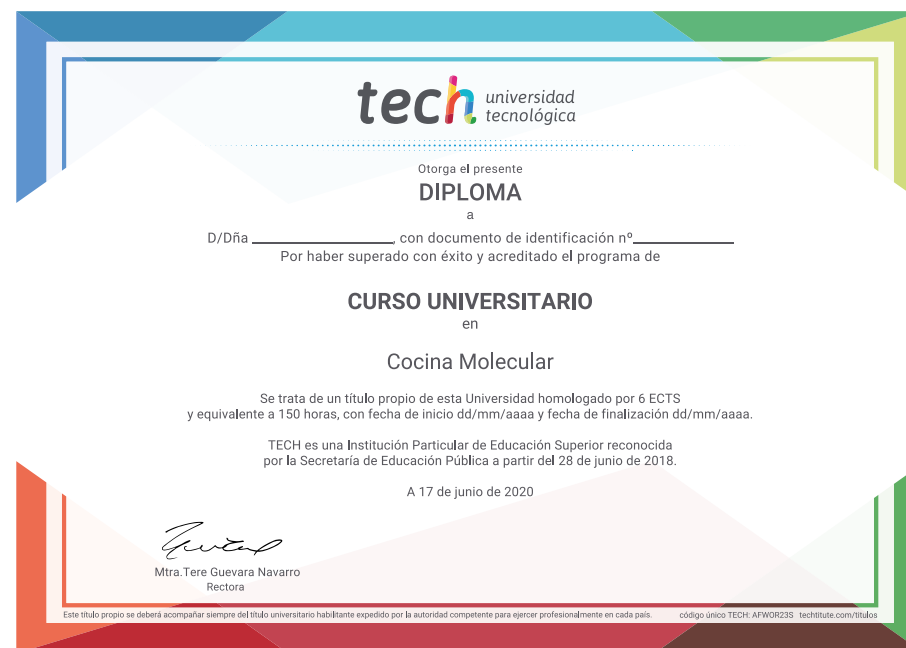 tech universidad
tecnológica
Otorga el presente
DIPLOMA
a
D/Dña ____________________, con documento de identificación nº______________
Por haber superado con éxito y acreditado el programa de
CURSO UNIVERSITARIO
en
Cocina Molecular
Se trata de un título propio de esta Universidad homologado por 6 ECTS
y equivalente a 150 horas, con fecha de inicio dd/mm/aaaa y fecha de finalización dd/mm/aaaa.
TECH es una Institución Particular de Educación Superior reconocida
por la Secretaría de Educación Pública a partir del 28 de junio de 2018.
A 17 de junio de 2020
Mtra.Tere Guevara Navarro
Rectora
Este título propio se deberá acompañar siempre del título universitario habilitante expedido por la autoridad competente para ejercer profesionalmente en cada país. código único TECH: AFWOR23S techtitute.com/titulos